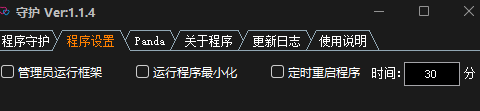 守护 Ver:1.1.4
程序守护 程序设置 Panda 关于程序 更新日志 使用说明
管理员运行框架 运行程序最小化 定时重启程序 时间: 30 分